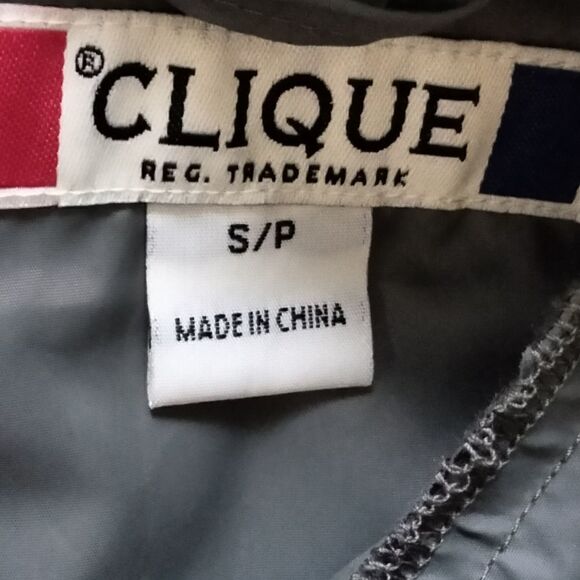 ® CLIQUE
REG. TRADEMARK
S/P
MADE IN CHINA